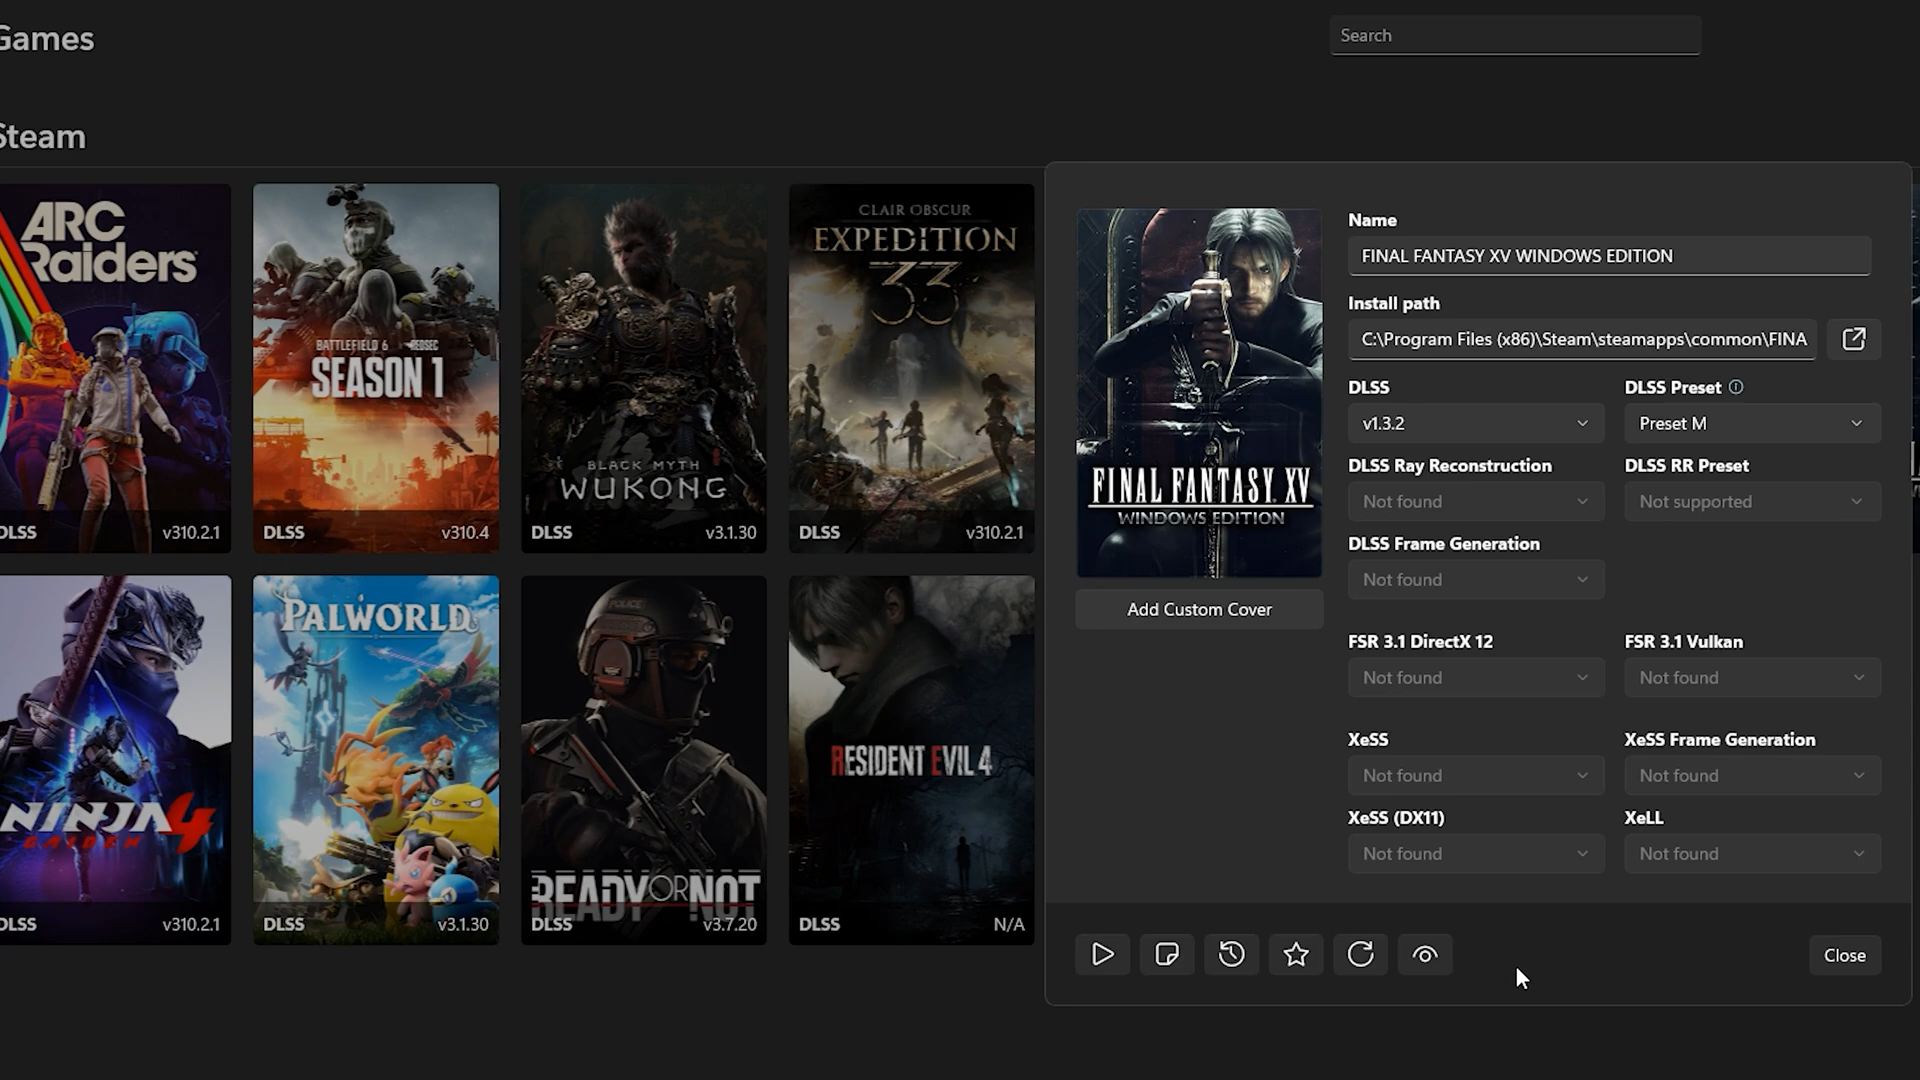 Games
Search
Steam
ARC
Raiders
DLSS v310.2.1
BATTLEFIELD 6 REDSEC
SEASON 1
DLSS v310.4
BLACK MYTH
WUKONG
DLSS v3.1.30
CLAIR OBSCUR
EXPEDITION
33
DLSS v310.2.1
NINJA
GAIDEN 4
DLSS v310.2.1
PALWORLD
DLSS v3.1.30
POLICE
READY OR NOT
DLSS v3.7.20
RESIDENT EVIL 4
DLSS N/A
FINAL FANTASY XV
WINDOWS EDITION
Add Custom Cover
Name
FINAL FANTASY XV WINDOWS EDITION
Install path
C:\Program Files (x86)\Steam\steamapps\common\FINA
DLSS DLSS Preset
v1.3.2 Preset M
DLSS Ray Reconstruction DLSS RR Preset
Not found Not supported
DLSS Frame Generation
Not found
FSR 3.1 DirectX 12 FSR 3.1 Vulkan
Not found Not found
XeSS XeSS Frame Generation
Not found Not found
XeSS (DX11) XeLL
Not found Not found
Close